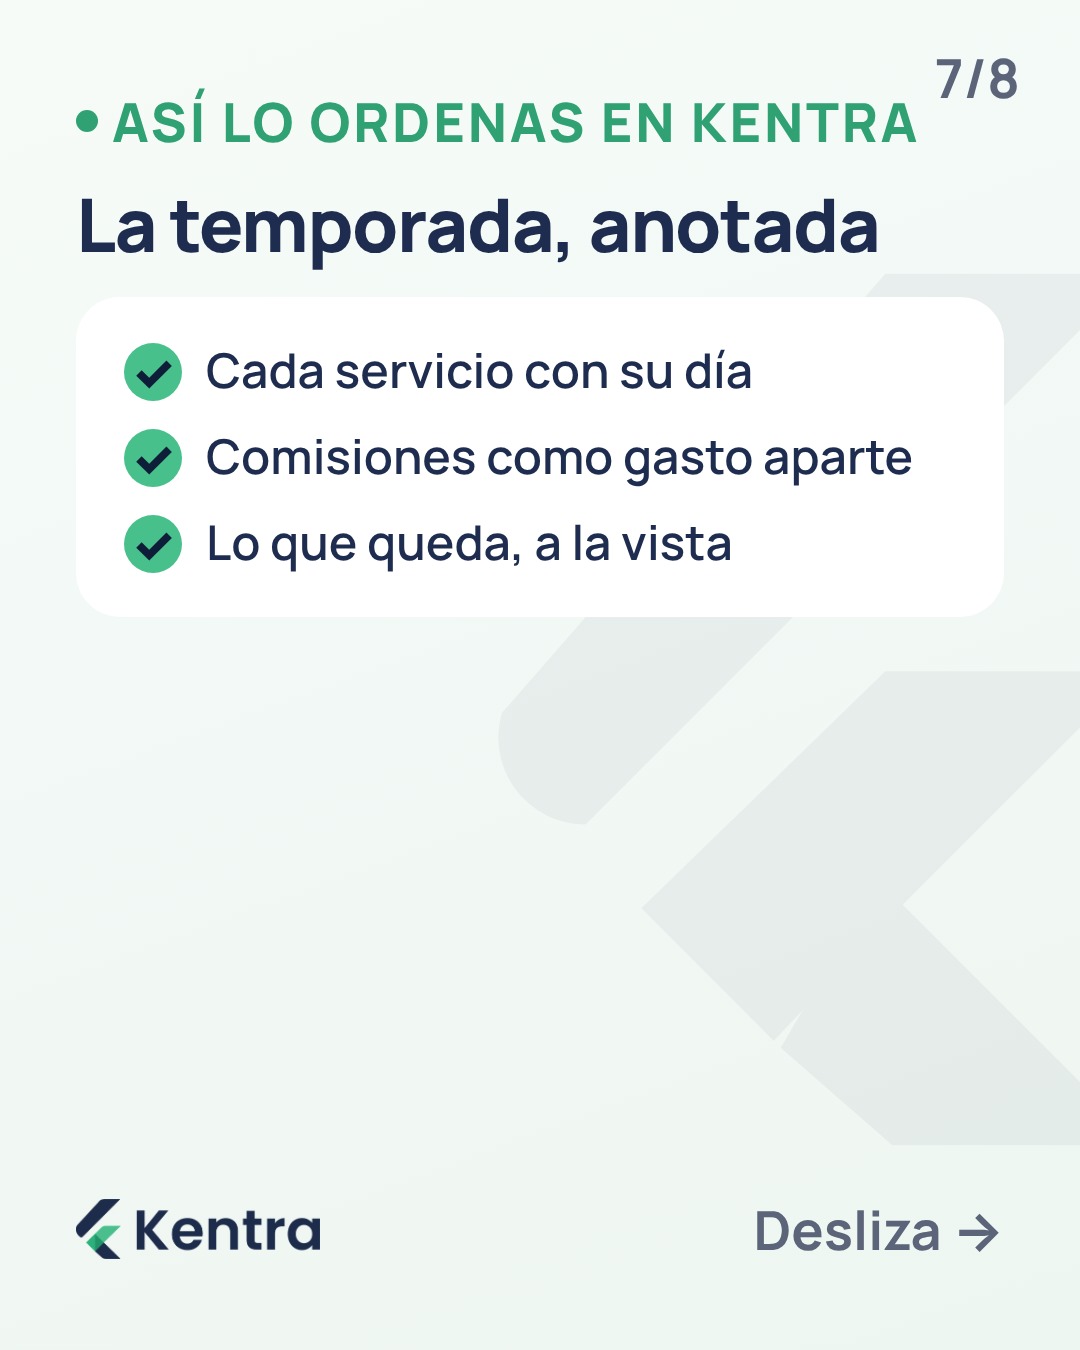 7/8
ASÍ LO ORDENAS EN KENTRA
La temporada, anotada
Cada servicio con su día
Comisiones como gasto aparte
Lo que queda, a la vista
Kentra
Desliza →